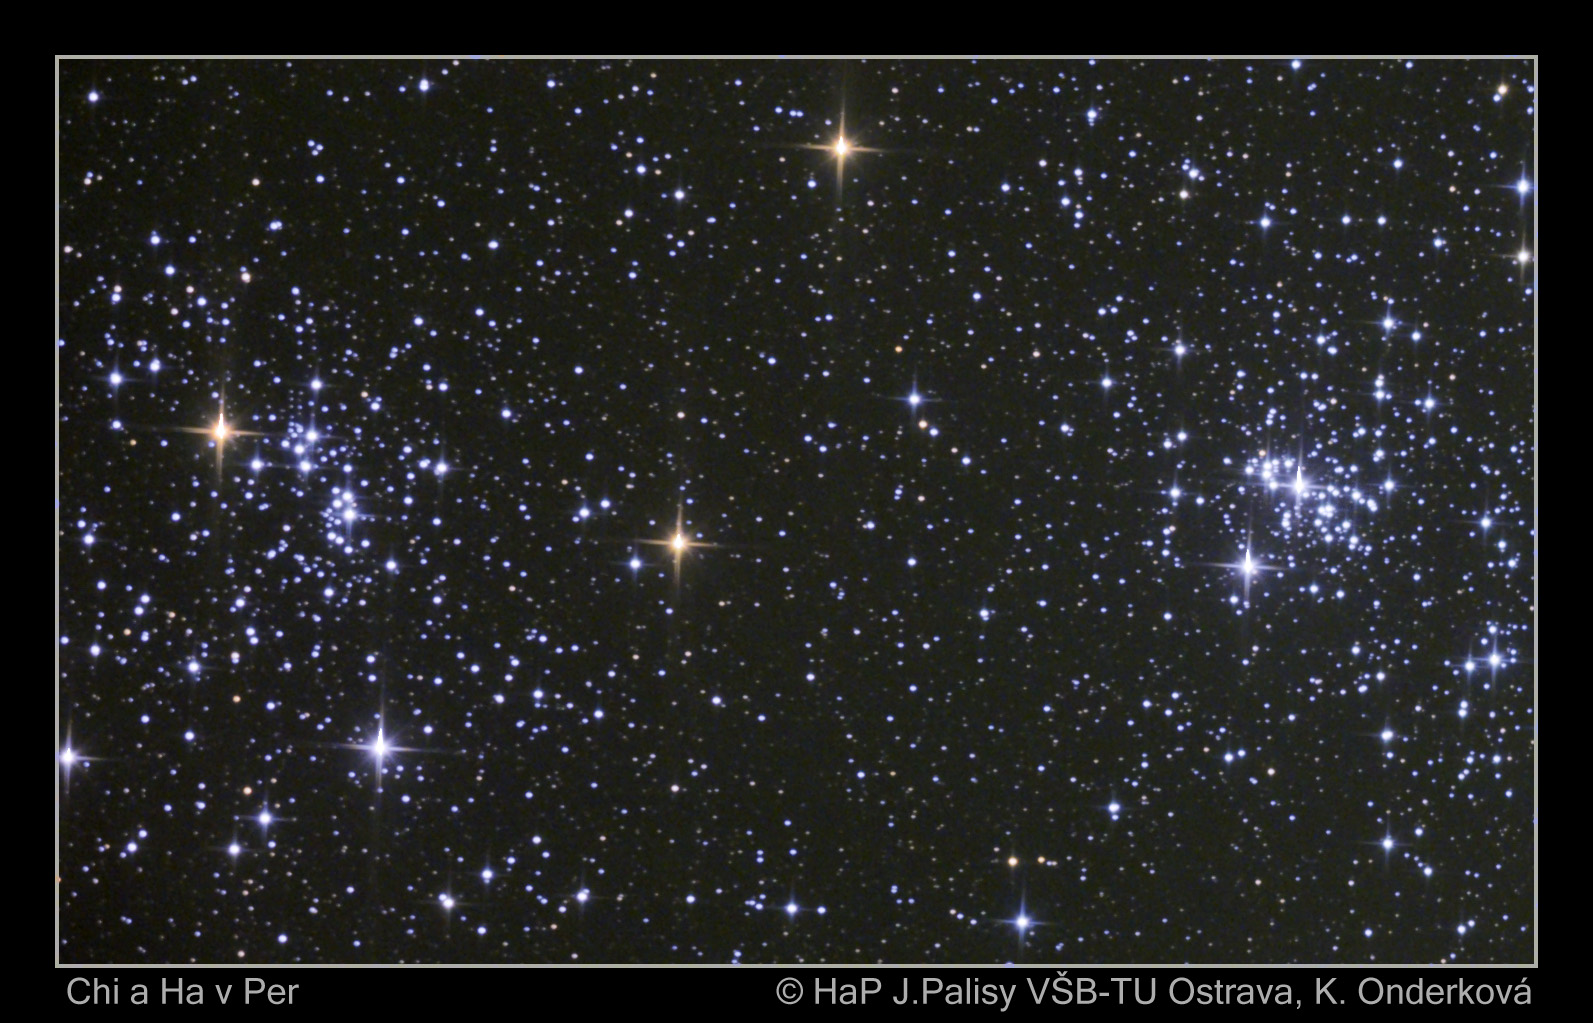 Chi a Ha v Per
© HaP J.Palisy VŠB-TU Ostrava, K. Onderková